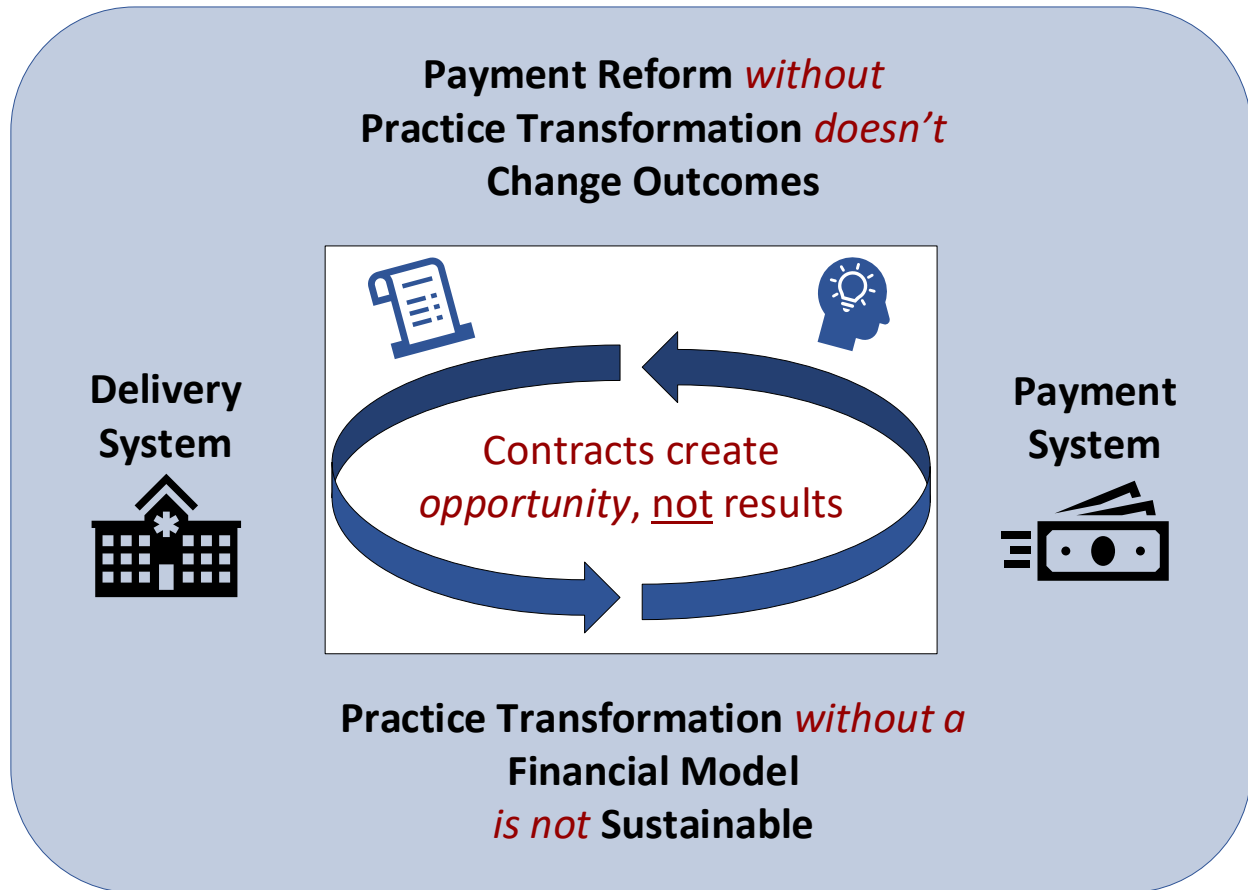 Payment Reform without
Practice Transformation doesn’t
Change Outcomes
Delivery
System
Contracts create
opportunity, not results
Payment
System
Practice Transformation without a
Financial Model
is not Sustainable